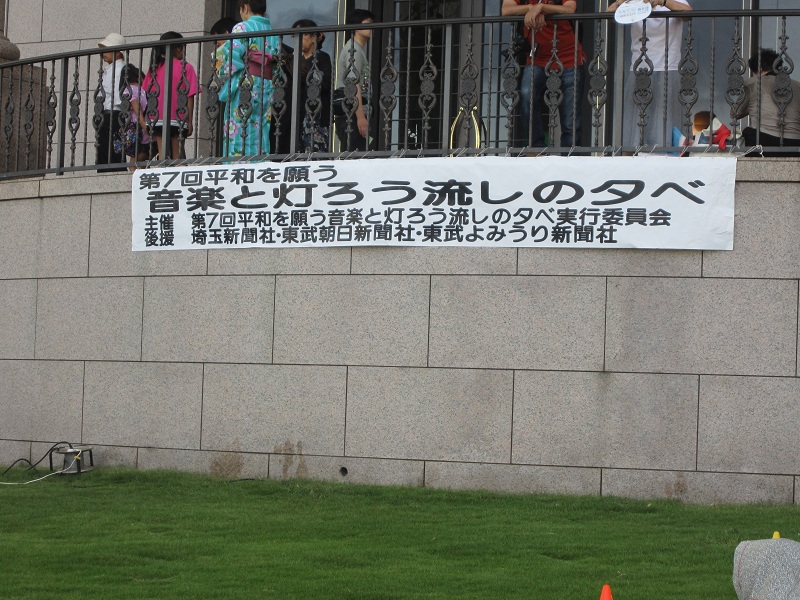 第7回平和を願う
音楽と灯ろう流しの夕べ
主催 第7回平和を願う音楽と灯ろう流しの夕べ実行委員会
後援 埼玉新聞社・東武朝日新聞社・東武よみうり新聞社